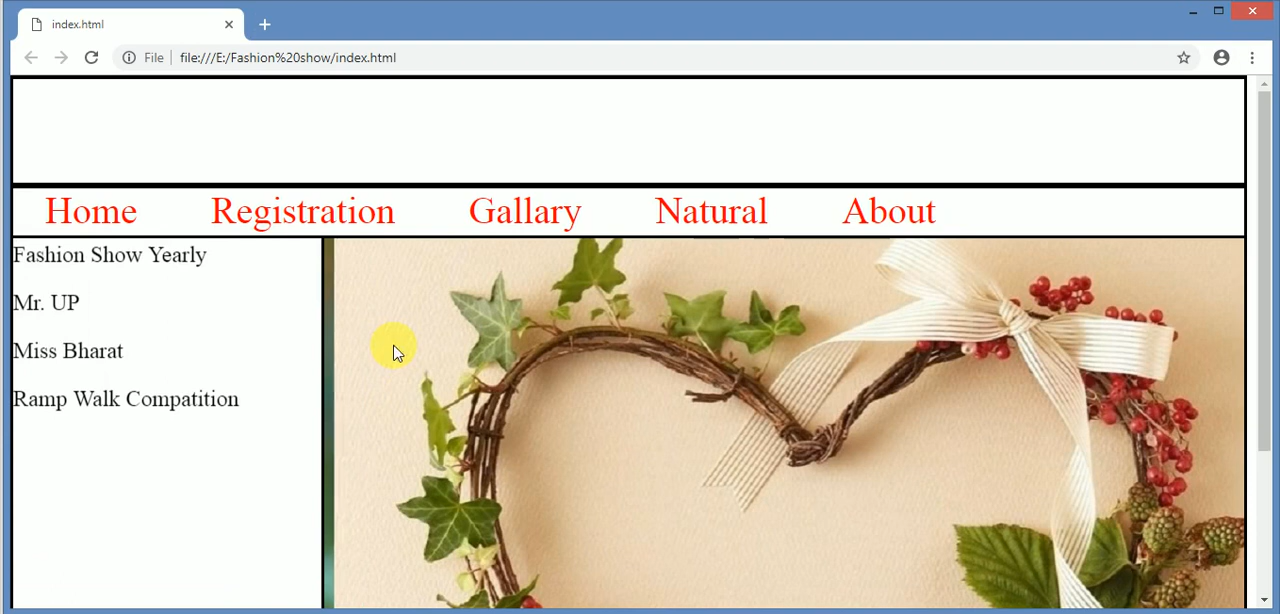 index.html
File
file:///E:/Fashion%20show/index.html
Home Registration Gallary Natural About
Fashion Show Yearly
Mr. UP
Miss Bharat
Ramp Walk Compatition